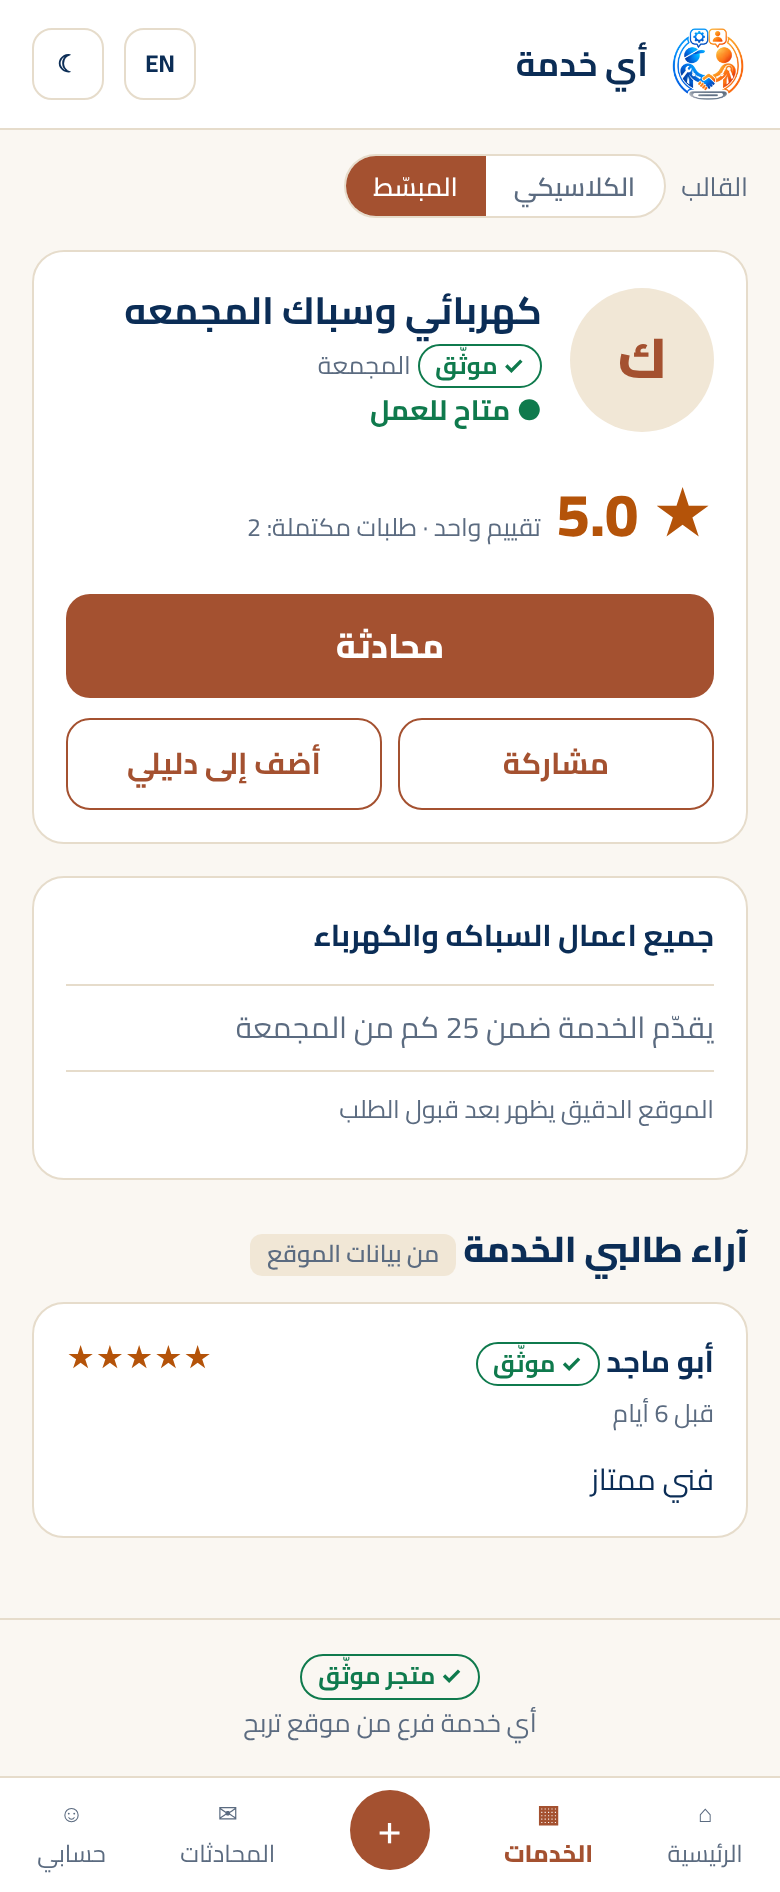 أي خدمة
EN
القالب
الكلاسيكي
المبسّط
ك
كهربائي وسباك المجمعه
✓ موثّق المجمعة
متاح للعمل
★ 5.0 تقييم واحد · طلبات مكتملة: 2
محادثة
مشاركة
أضف إلى دليلي
جميع اعمال السباكه والكهرباء
يقدّم الخدمة ضمن 25 كم من المجمعة
الموقع الدقيق يظهر بعد قبول الطلب
آراء طالبي الخدمة من بيانات الموقع
أبو ماجد ✓ موثّق ★★★★★
قبل 6 أيام
فني ممتاز
✓ متجر موثّق
أي خدمة فرع من موقع تربح
الرئيسية
الخدمات
+
المحادثات
حسابي